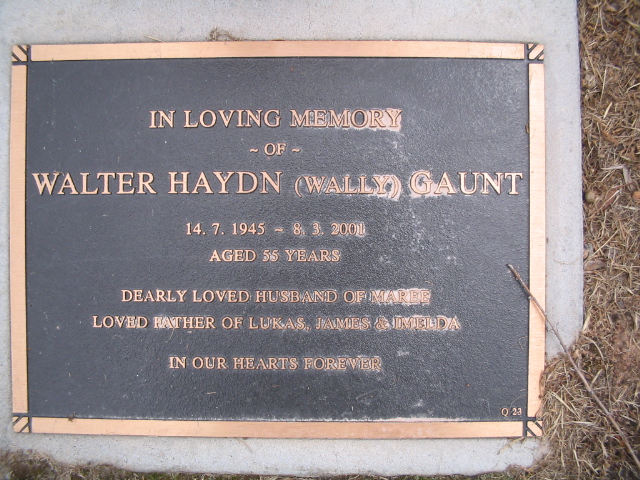 IN LOVING MEMORY
~ OF ~
WALTER HAYDN (WALLY) GAUNT
14. 7. 1945 ~ 8. 3. 2001
AGED 55 YEARS
DEARLY LOVED HUSBAND OF MAREE
LOVED FATHER OF LUKAS, JAMES & IMELDA
IN OUR HEARTS FOREVER
Q 23